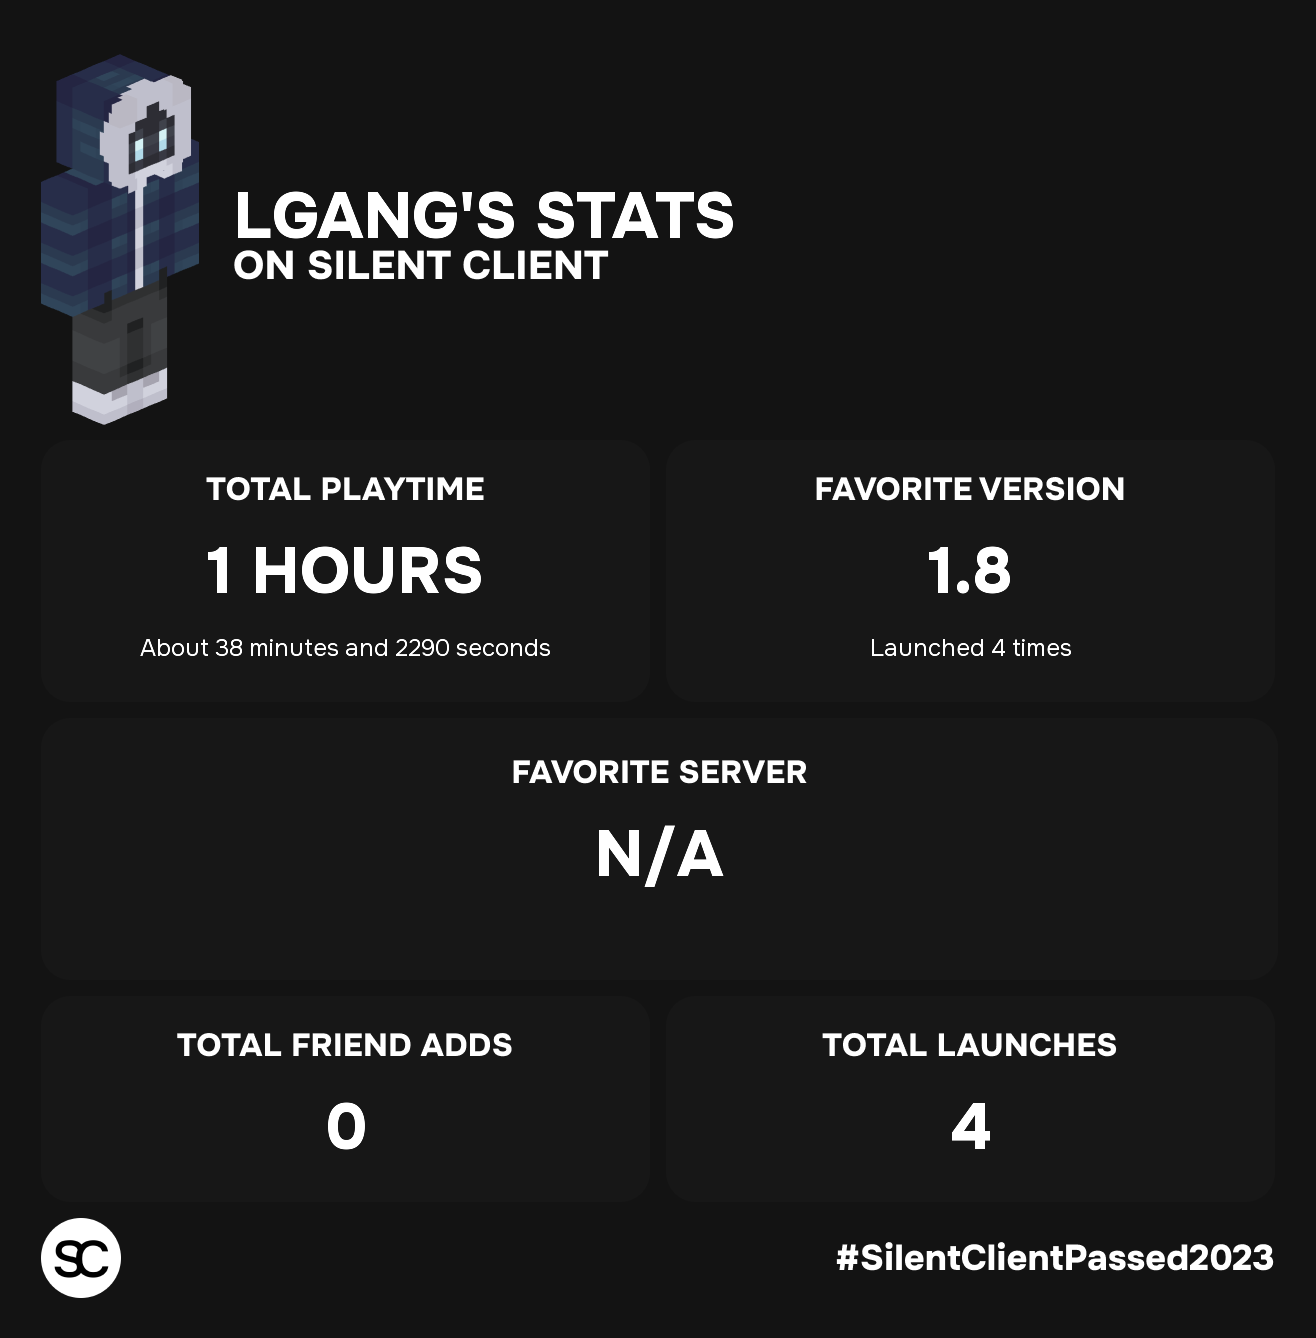 LGANG'S STATS
ON SILENT CLIENT
TOTAL PLAYTIME
1 HOURS
About 38 minutes and 2290 seconds
FAVORITE VERSION
1.8
Launched 4 times
FAVORITE SERVER
N/A
TOTAL FRIEND ADDS
0
TOTAL LAUNCHES
4
SC
#SilentClientPassed2023